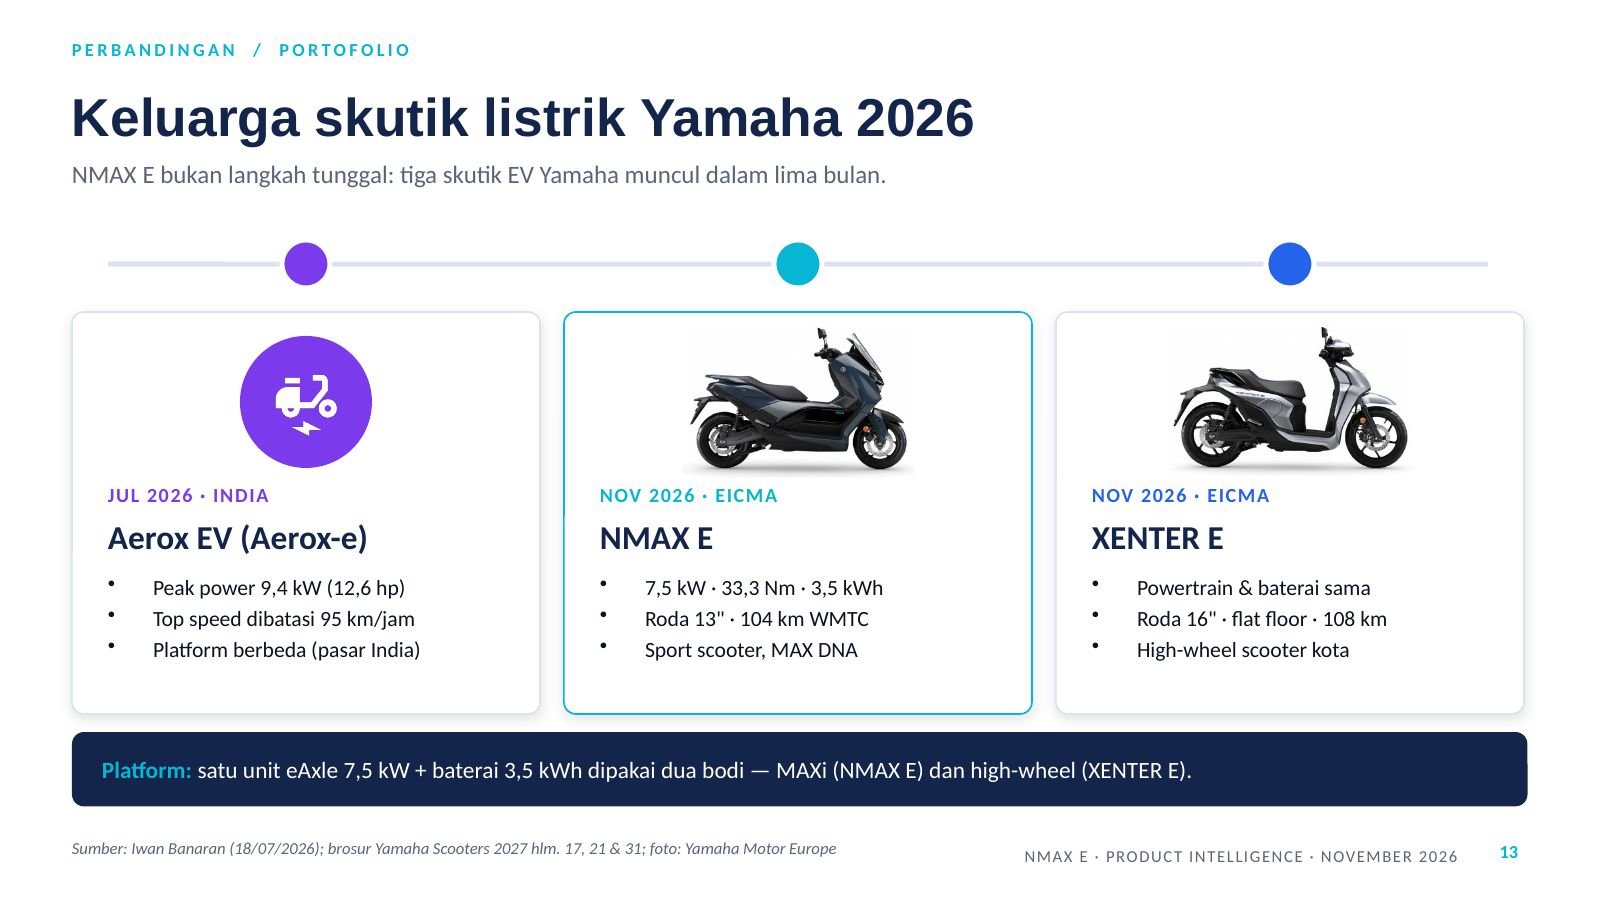 PERBANDINGAN / PORTOFOLIO
Keluarga skutik listrik Yamaha 2026
NMAX E bukan langkah tunggal: tiga skutik EV Yamaha muncul dalam lima bulan.
JUL 2026 · INDIA
Aerox EV (Aerox-e)
• Peak power 9,4 kW (12,6 hp)
• Top speed dibatasi 95 km/jam
• Platform berbeda (pasar India)
NOV 2026 · EICMA
NMAX E
• 7,5 kW · 33,3 Nm · 3,5 kWh
• Roda 13" · 104 km WMTC
• Sport scooter, MAX DNA
NOV 2026 · EICMA
XENTER E
• Powertrain & baterai sama
• Roda 16" · flat floor · 108 km
• High-wheel scooter kota
Platform: satu unit eAxle 7,5 kW + baterai 3,5 kWh dipakai dua bodi — MAXi (NMAX E) dan high-wheel (XENTER E).
Sumber: Iwan Banaran (18/07/2026); brosur Yamaha Scooters 2027 hlm. 17, 21 & 31; foto: Yamaha Motor Europe
NMAX E · PRODUCT INTELLIGENCE · NOVEMBER 2026
13